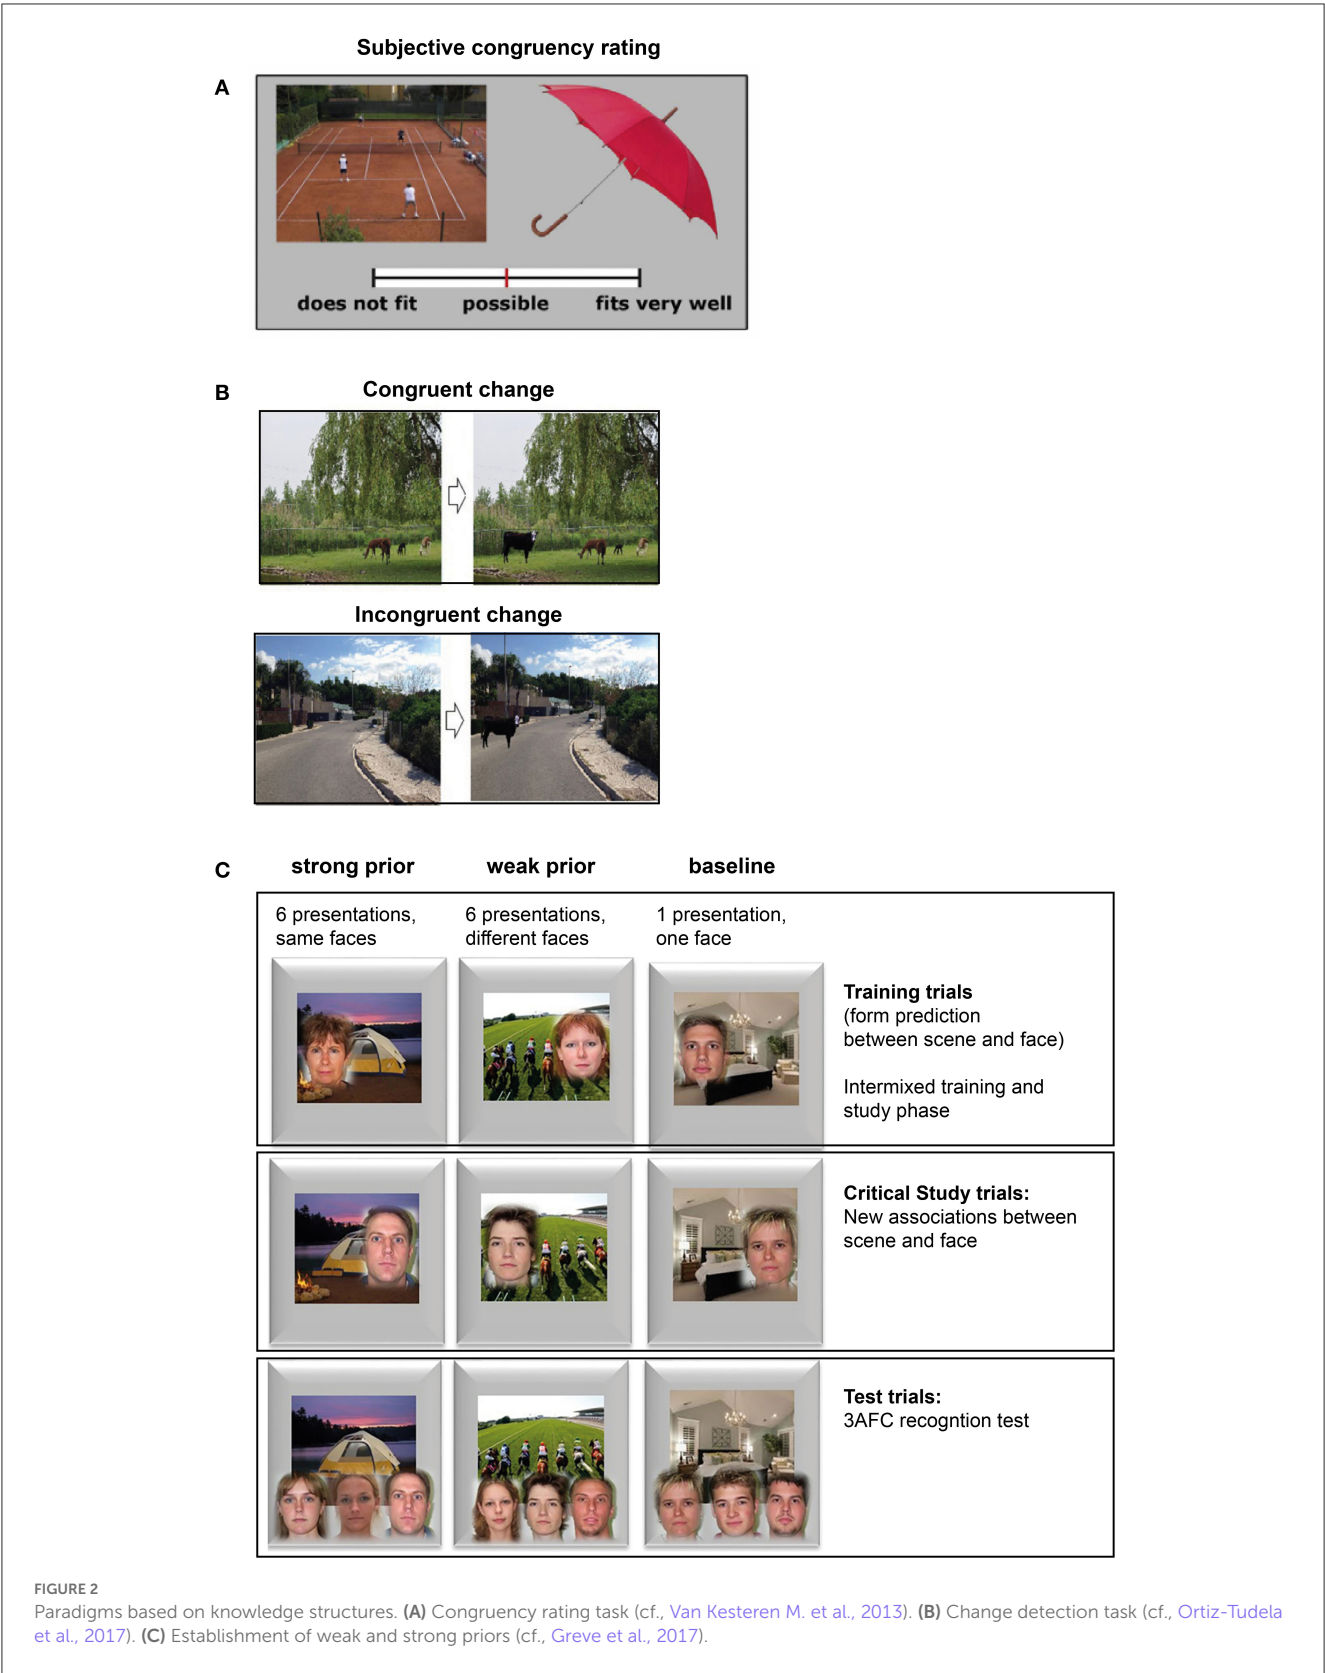 Subjective congruency rating
A
does not fit possible fits very well
B
Congruent change
Incongruent change
C
strong prior weak prior baseline
6 presentations, same faces
6 presentations, different faces
1 presentation, one face
Training trials
(form prediction
between scene and face)
Intermixed training and
study phase
Critical Study trials:
New associations between
scene and face
Test trials:
3AFC recogntion test
FIGURE 2
Paradigms based on knowledge structures. (A) Congruency rating task (cf., Van Kesteren M. et al., 2013). (B) Change detection task (cf., Ortiz-Tudela
et al., 2017). (C) Establishment of weak and strong priors (cf., Greve et al., 2017).